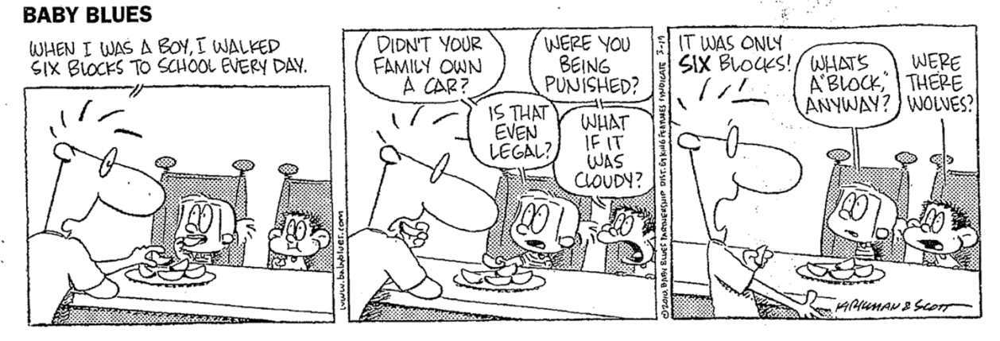 BABY BLUES
WHEN I WAS A BOY, I WALKED
SIX BLOCKS TO SCHOOL EVERY DAY.
DIDN'T YOUR
FAMILY OWN
A CAR?
WERE YOU
BEING
PUNISHED?
IS THAT
EVEN
LEGAL?
WHAT
IF IT
WAS
CLOUDY?
www.babyblues.com
©2010, BABY BLUES PARTNERSHIP DIST. BY KING FEATURES SYNDICATE 3-17
IT WAS ONLY
SIX BLOCKS!
WHAT'S
A "BLOCK,"
ANYWAY?
WERE
THERE
WOLVES?
KIRKMAN & SCOTT